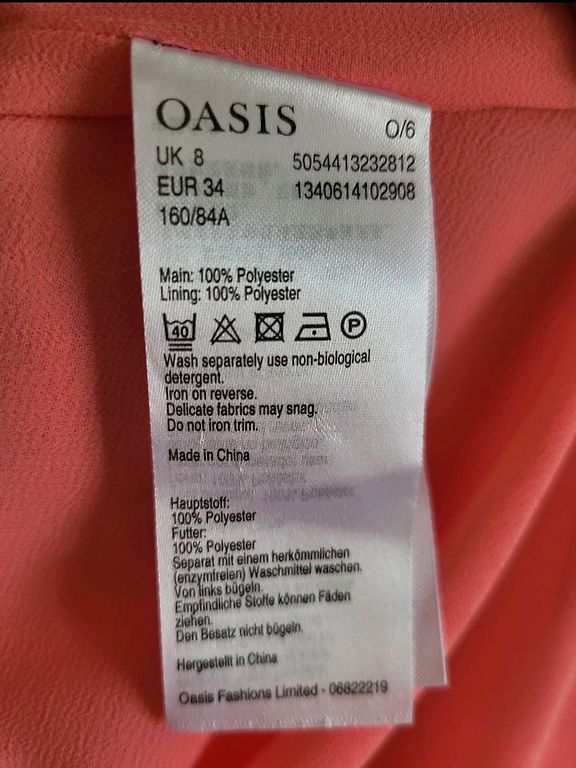 OASIS
O/6
UK 8 5054413232812
EUR 34 1340614102908
160/84A
Main: 100% Polyester
Lining: 100% Polyester
40 P
Wash separately use non-biological
detergent.
Iron on reverse.
Delicate fabrics may snag.
Do not iron trim.
Made in China
Hauptstoff:
100% Polyester
Futter:
100% Polyester
Separat mit einem herkömmlichen
(enzymfreien) Waschmittel waschen.
Von links bügeln.
Empfindliche Stoffe können Fäden
ziehen.
Den Besatz nicht bügeln.
Hergestellt in China
Oasis Fashions Limited - 06822219